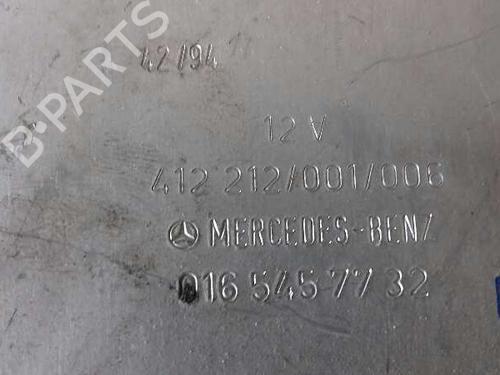 42/94
12 V
412 212/001/006
MERCEDES-BENZ
016 545 77 32
B-PARTS